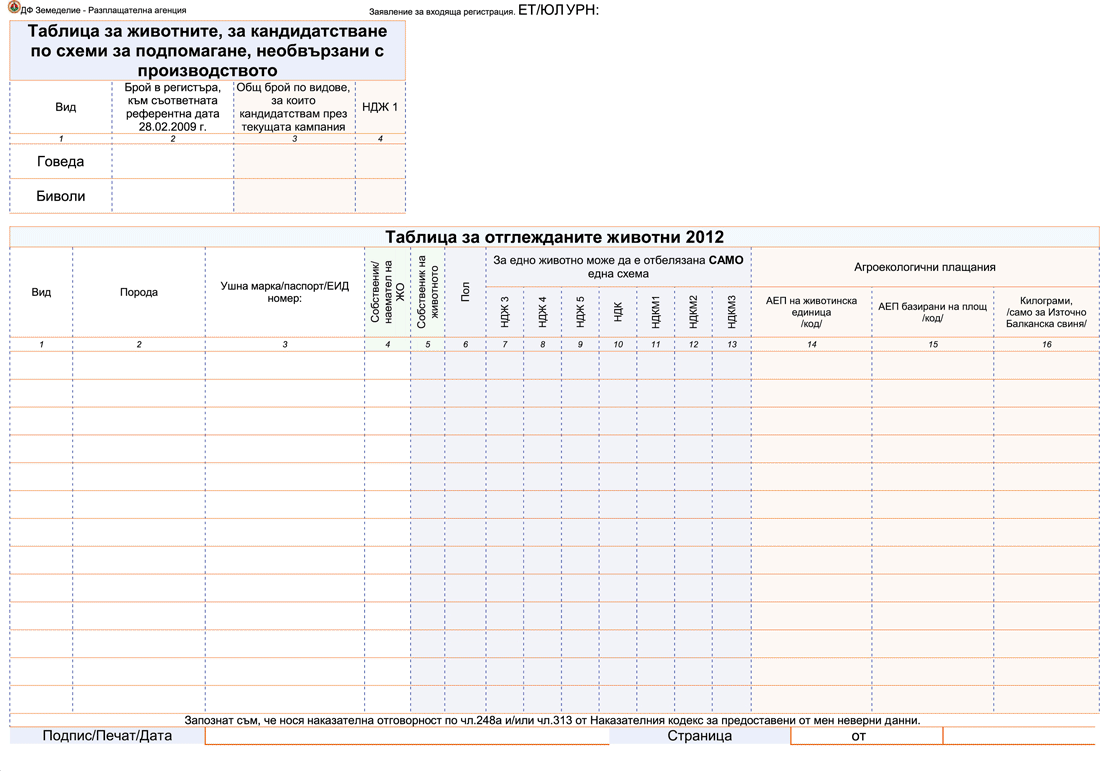 ДФ Земеделие - Разплащателна агенция
Заявление за входяща регистрация. ЕТ/ЮЛ УРН:
Таблица за животните, за кандидатстване
по схеми за подпомагане, необвързани с
производството
Вид
Брой в регистъра,
към съответната
референтна дата
28.02.2009 г.
Общ брой по видове,
за които
кандидатствам през
текущата кампания
НДЖ 1
1 2 3 4
Говеда
Биволи
Таблица за отглежданите животни 2012
Вид
Порода
Ушна марка/паспорт/ЕИД
номер:
Собственик/
наемател на
ЖО
Собственик на
животното
Пол
За едно животно може да е отбелязана САМО
една схема
НДЖ 3
НДЖ 4
НДЖ 5
НДК
НДКМ1
НДКМ2
НДКМ3
Агроекологични плащания
АЕП на животинска
единица
/код/
АЕП базирани на площ
/код/
Килограми,
/само за Източно
Балканска свиня/
1 2 3 4 5 6 7 8 9 10 11 12 13 14 15 16
Запознат съм, че нося наказателна отговорност по чл.248а и/или чл.313 от Наказателния кодекс за предоставени от мен неверни данни.
Подпис/Печат/Дата
Страница
от